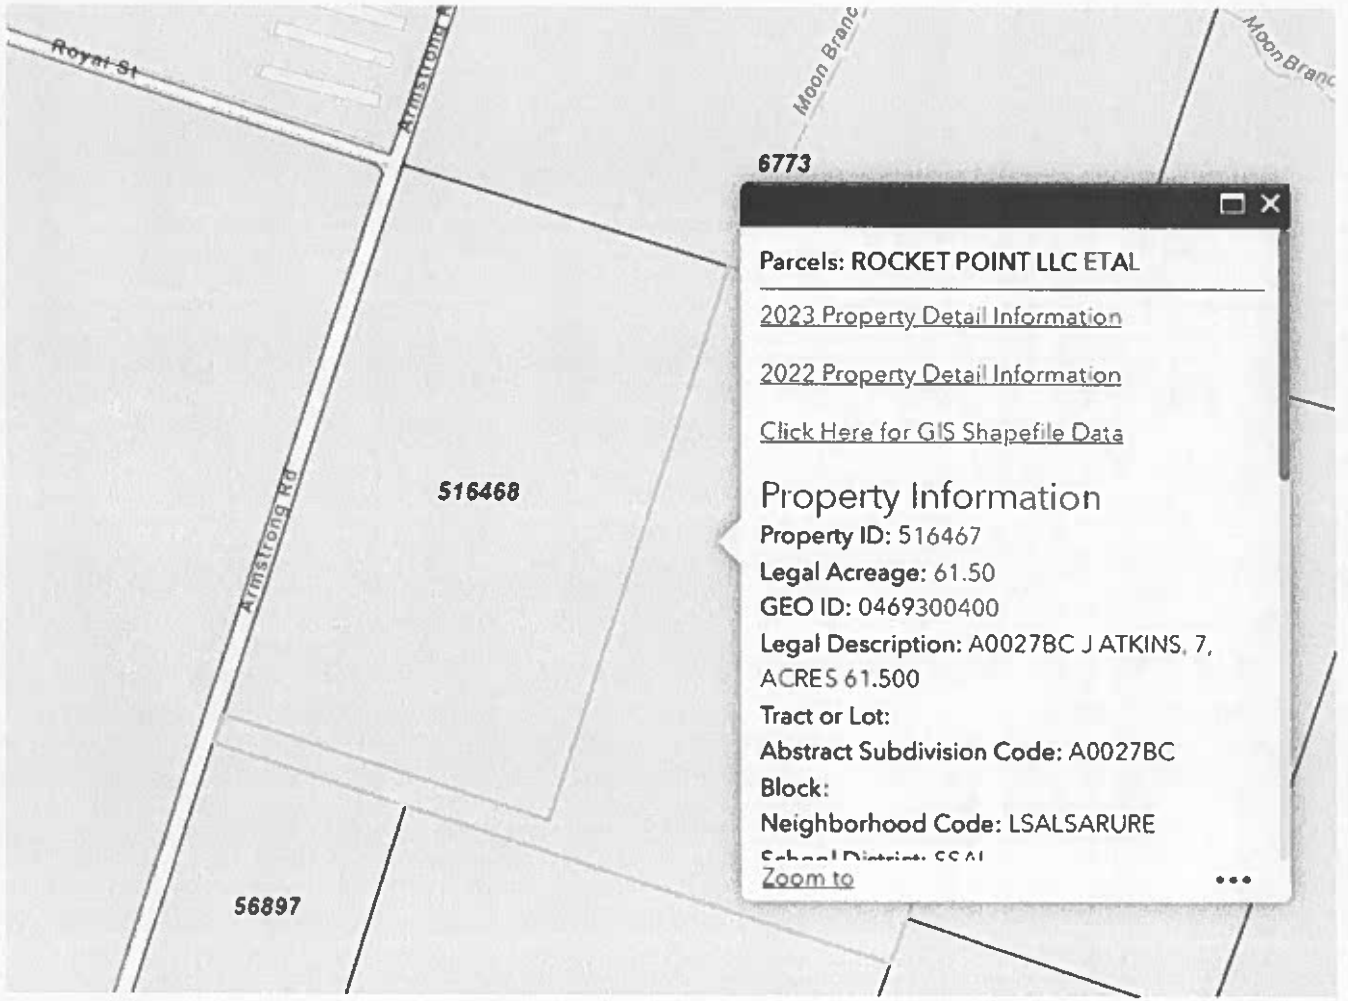 Royal St
Armstrong R
Moon Branc
Moon Branc
6773
Parcels: ROCKET POINT LLC ETAL
2023 Property Detail Information
2022 Property Detail Information
Click Here for GIS Shapefile Data
516468
Armstrong Rd
Property Information
Property ID: 516467
Legal Acreage: 61.50
GEO ID: 0469300400
Legal Description: A0027BC J ATKINS, 7,
ACRES 61.500
Tract or Lot:
Abstract Subdivision Code: A0027BC
Block:
Neighborhood Code: LSALSARURE
School District: SSAL
Zoom to
56897